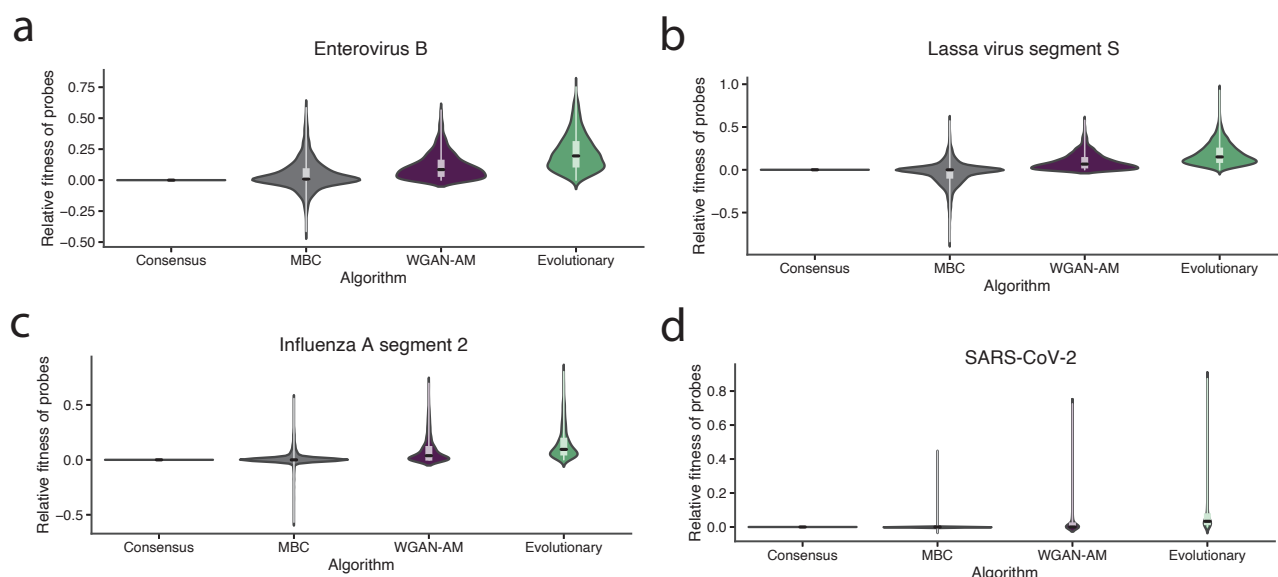 a
Enterovirus B
Relative fitness of probes
0.75
0.50
0.25
0.00
−0.25
−0.50
Consensus MBC WGAN-AM Evolutionary
Algorithm
b
Lassa virus segment S
Relative fitness of probes
1.0
0.5
0.0
−0.5
Consensus MBC WGAN-AM Evolutionary
Algorithm
c
Influenza A segment 2
Relative fitness of probes
0.5
0.0
−0.5
Consensus MBC WGAN-AM Evolutionary
Algorithm
d
SARS-CoV-2
Relative fitness of probes
0.8
0.6
0.4
0.2
0.0
Consensus MBC WGAN-AM Evolutionary
Algorithm